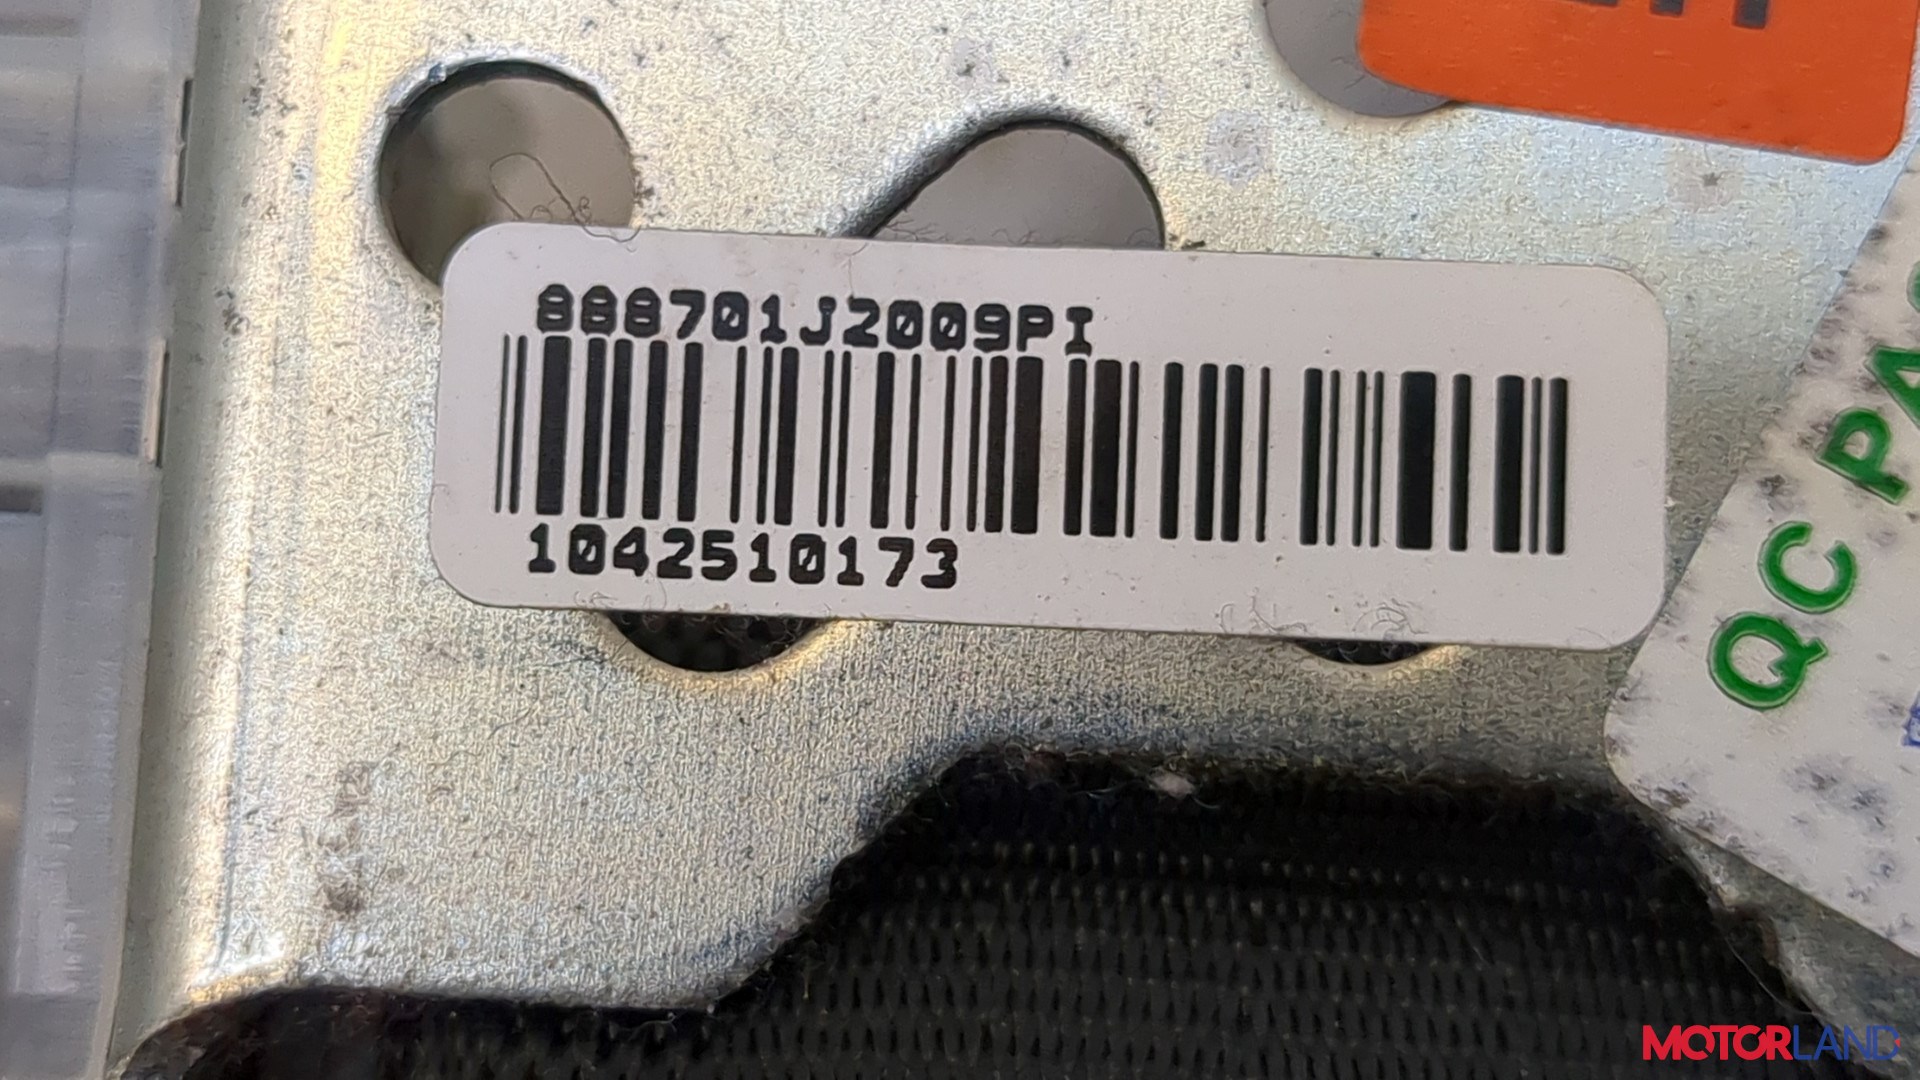 888701J2009PI
1042510173
QC PA
MOTORLAND